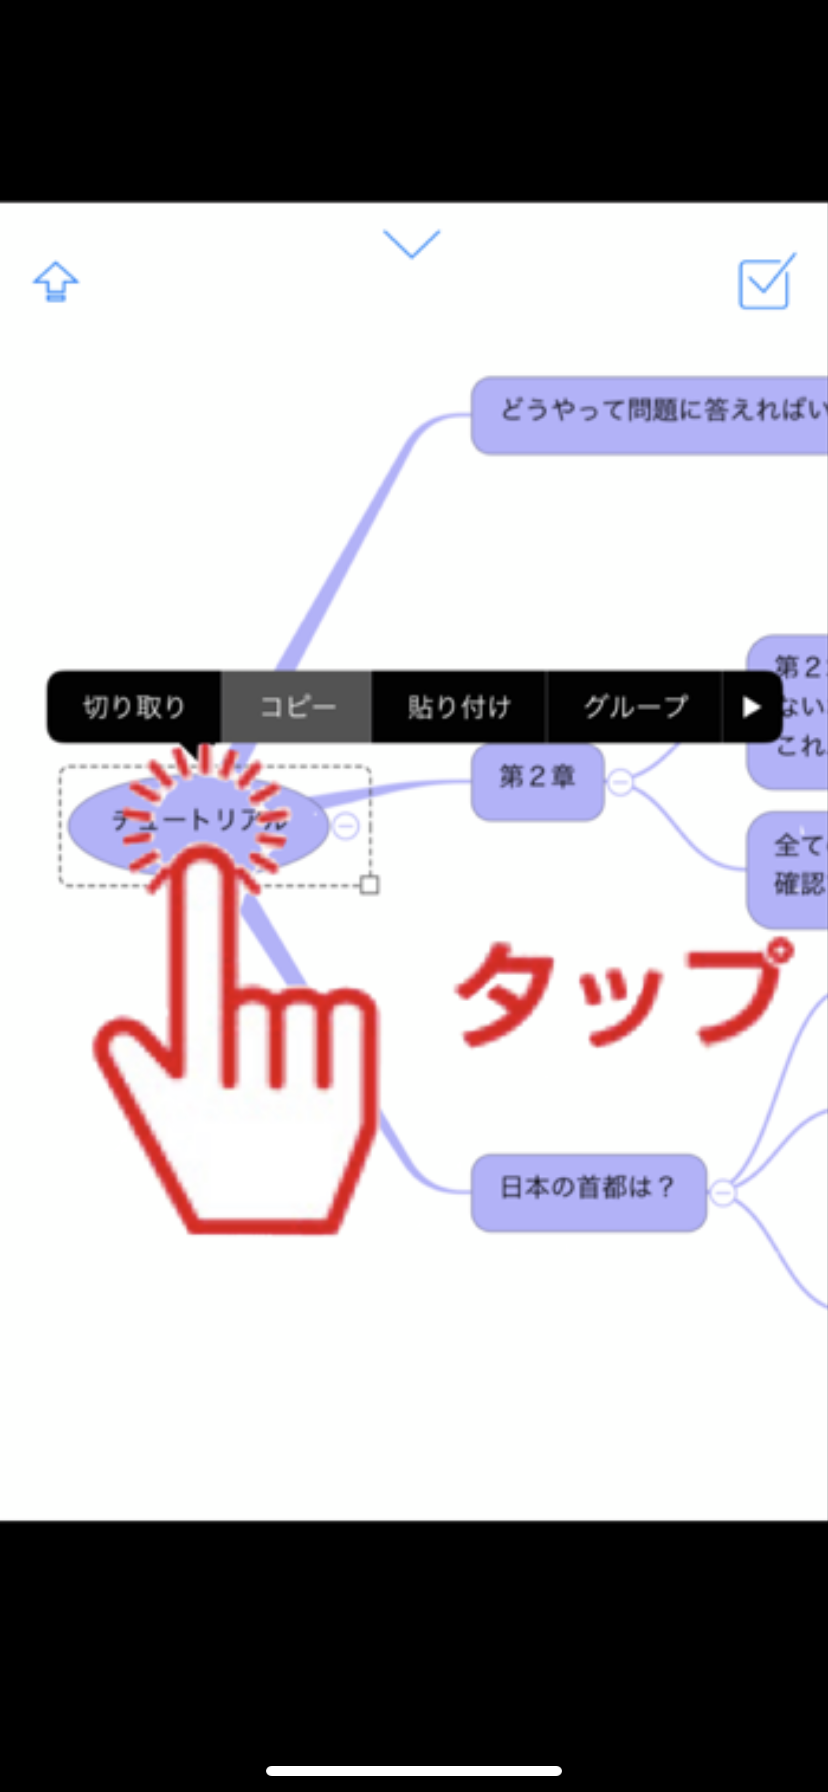 どうやって問題に答えればい
切り取り
コピー
貼り付け
グループ
第2
ない
これ
第2章
チュートリアル
全て
確認
タップ
日本の首都は？